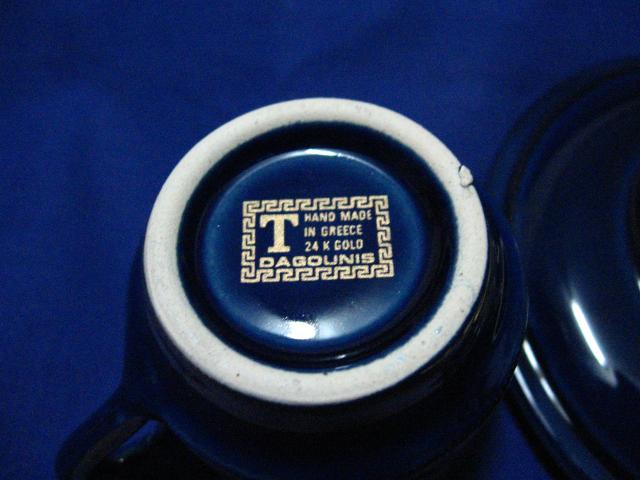 T
HAND MADE
IN GREECE
24 K GOLD
DAGOUNIS